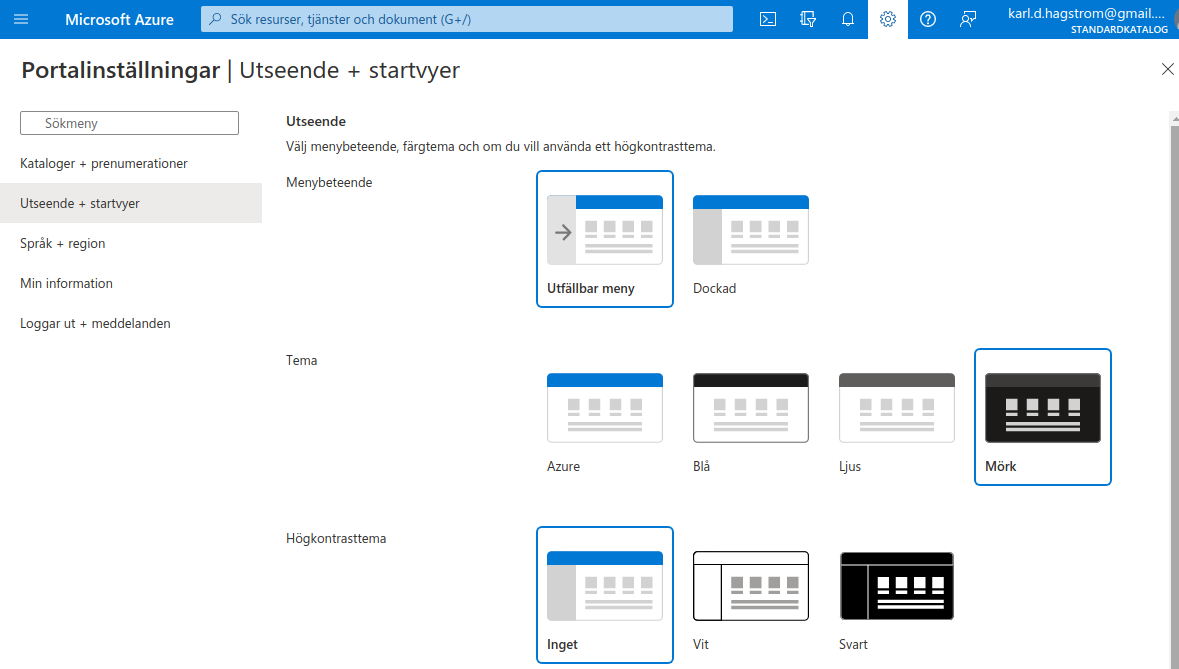 Microsoft Azure
Sök resurser, tjänster och dokument (G+/)
karl.d.hagstrom@gmail....
STANDARDKATALOG
Portalinställningar | Utseende + startvyer
Sökmeny
Kataloger + prenumerationer
Utseende + startvyer
Språk + region
Min information
Loggar ut + meddelanden
Utseende
Välj menybeteende, färgtema och om du vill använda ett högkontrasttema.
Menybeteende
Utfällbar meny
Dockad
Tema
Azure
Blå
Ljus
Mörk
Högkontrasttema
Inget
Vit
Svart